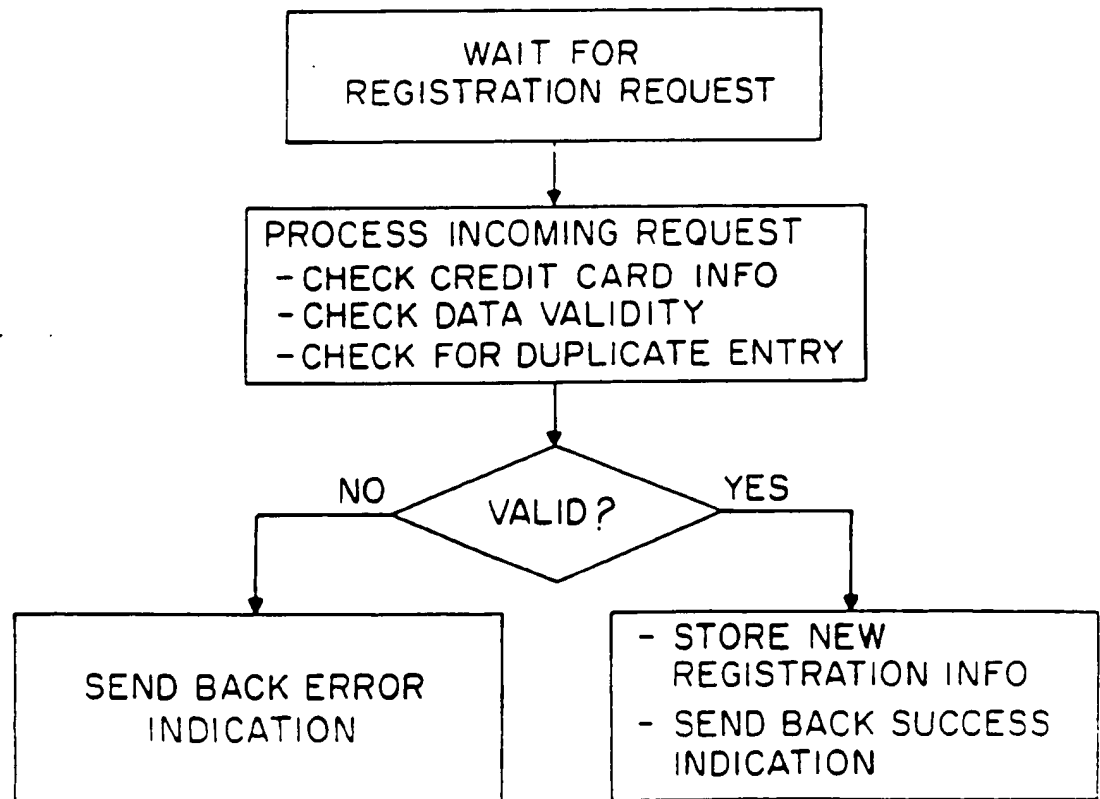 WAIT FOR
REGISTRATION REQUEST
PROCESS INCOMING REQUEST
-CHECK CREDIT CARD INFO
-CHECK DATA VALIDITY
-CHECK FOR DUPLICATE ENTRY
NO
VALID?
YES
SEND BACK ERROR
INDICATION
- STORE NEW
REGISTRATION INFO
- SEND BACK SUCCESS
INDICATION